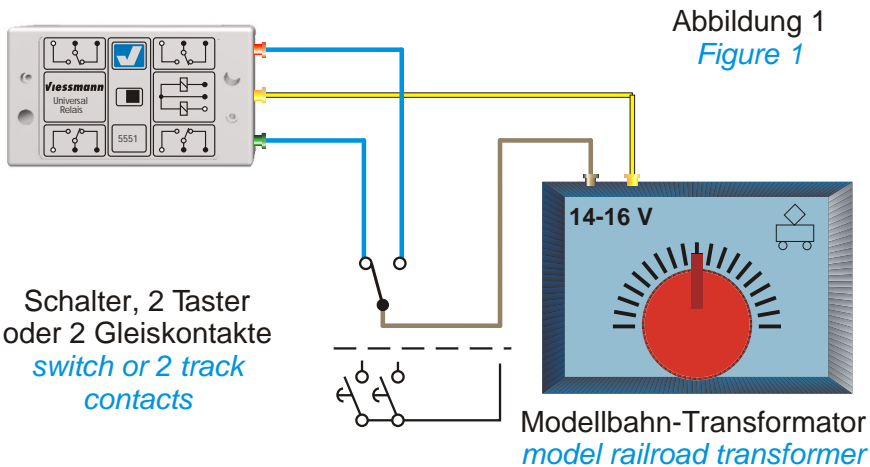 Abbildung 1
Figure 1
viessmann
Universal
Relais
5551
14-16 V
Schalter, 2 Taster
oder 2 Gleiskontakte
switch or 2 track
contacts
Modellbahn-Transformator
model railroad transformer